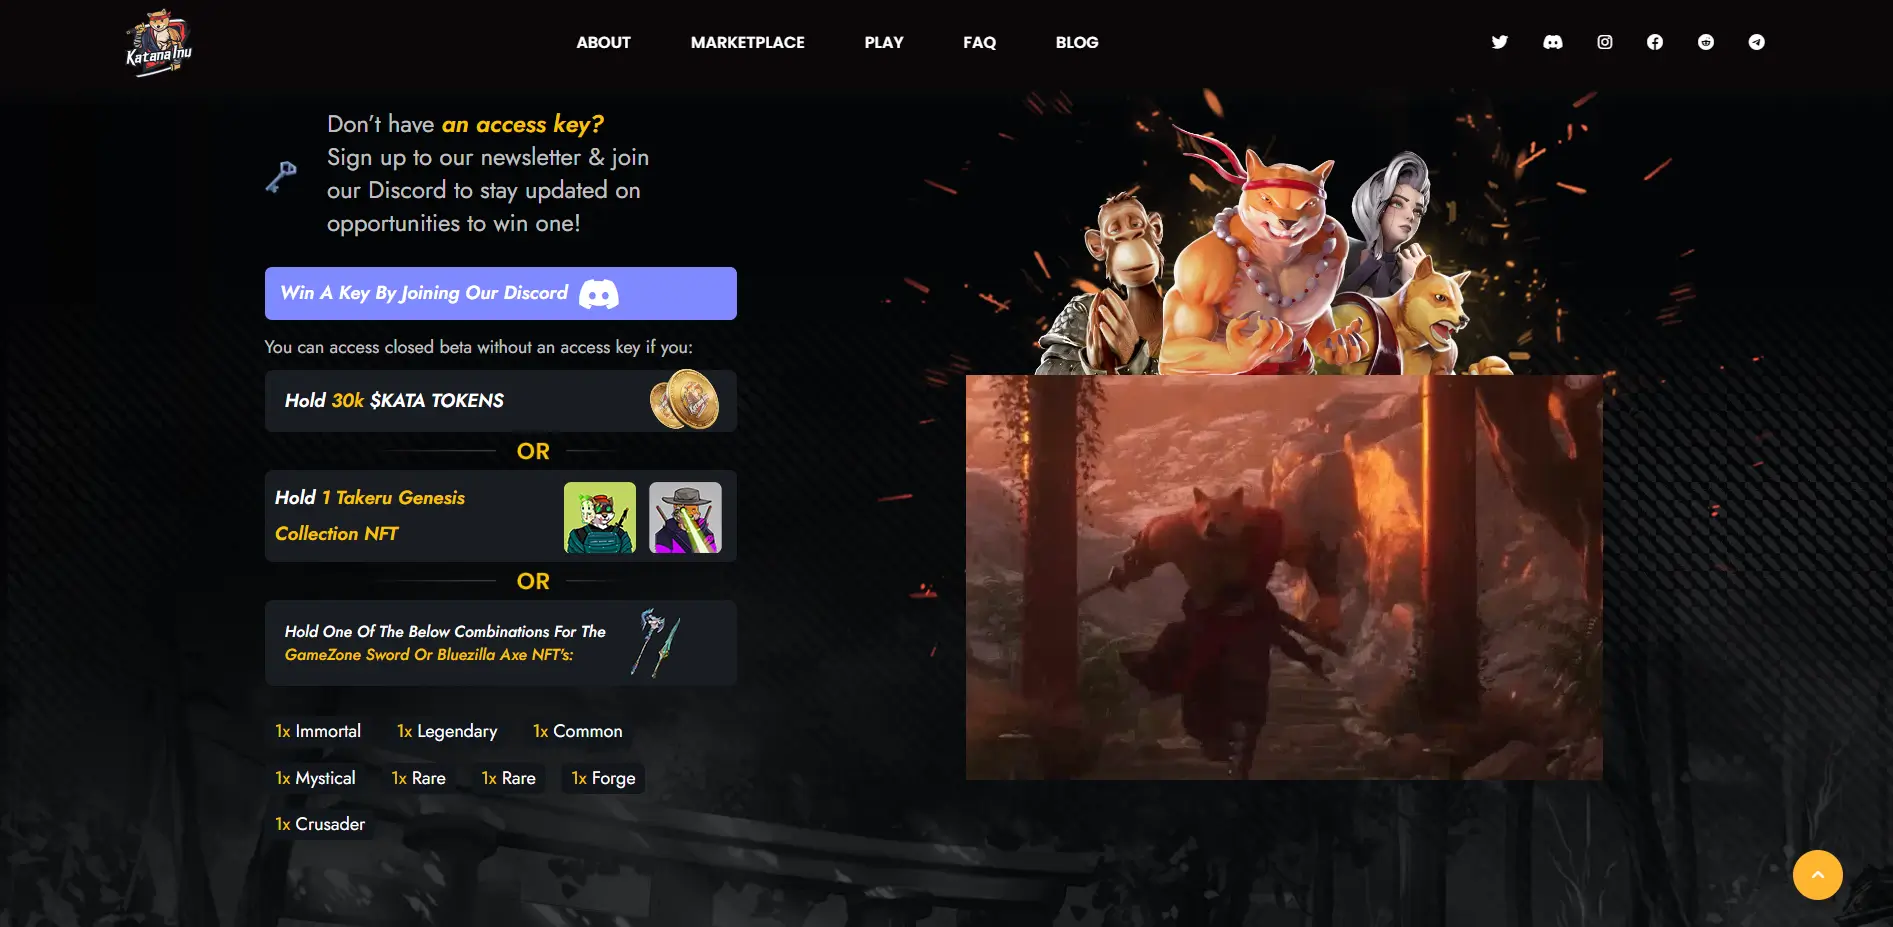 Katana Inu
ABOUT
MARKETPLACE
PLAY
FAQ
BLOG
Don't have an access key?
Sign up to our newsletter & join
our Discord to stay updated on
opportunities to win one!
Win A Key By Joining Our Discord
You can access closed beta without an access key if you:
Hold 30k $KATA TOKENS
OR
Hold 1 Takeru Genesis
Collection NFT
OR
Hold One Of The Below Combinations For The
GameZone Sword Or Bluezilla Axe NFT's:
1x Immortal
1x Legendary
1x Common
1x Mystical
1x Rare
1x Rare
1x Forge
1x Crusader